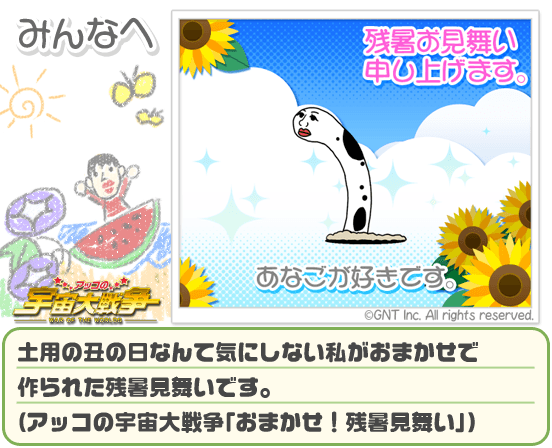 みんなへ
残暑お見舞い
申し上げます。
あなごが好きです。
アッコの
宇宙大戦争
WAR OF THE WORLDS
©GNT Inc. All rights reserved.
土用の丑の日なんて気にしない私がおまかせで
作られた残暑見舞いです。
(アッコの宇宙大戦争「おまかせ！残暑見舞い」)